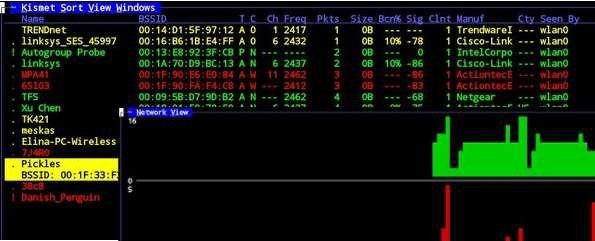 ~ Kismet Sort View Windows
Name BSSID T C Ch Freq Pkts Size Bcn% Sig Clnt Manuf Cty Seen By
TRENDnet 00:14:D1:5F:97:12 A O 1 2417 1 0B --- --- 1 TrendwareI --- wlan0
. linksys_SES_45997 00:16:B6:1B:E4:FF A O 6 2432 1 0B 10% -78 1 Cisco-Link --- wlan0
! Autogroup Probe 00:13:E8:92:3F:CB P N --- --- 2 0B --- 0 1 IntelCorpo --- wlan0
. linksys 00:1A:70:D9:BC:13 A N 6 2437 2 0B 10% -86 1 Cisco-Link --- wlan0
. MPA41 00:1F:90:E6:E0:84 A W 11 2462 3 0B --- -86 1 ActiontecE --- wlan0
. 6SI03 00:1F:90:FA:F4:CB A W --- 2412 3 0B --- -83 1 ActiontecE --- wlan0
. TFS 00:09:5B:D7:9D:B2 A N --- 2462 4 0B --- -68 1 Netgear --- wlan0
. Xu Chen
. TK421
. meskas
. Elina-PC-Wireless
! 7J4R0
. Pickles
BSSID: 00:1F:33:F
. 38c8
! Danish_Penguin
~ Network View
16
0
5